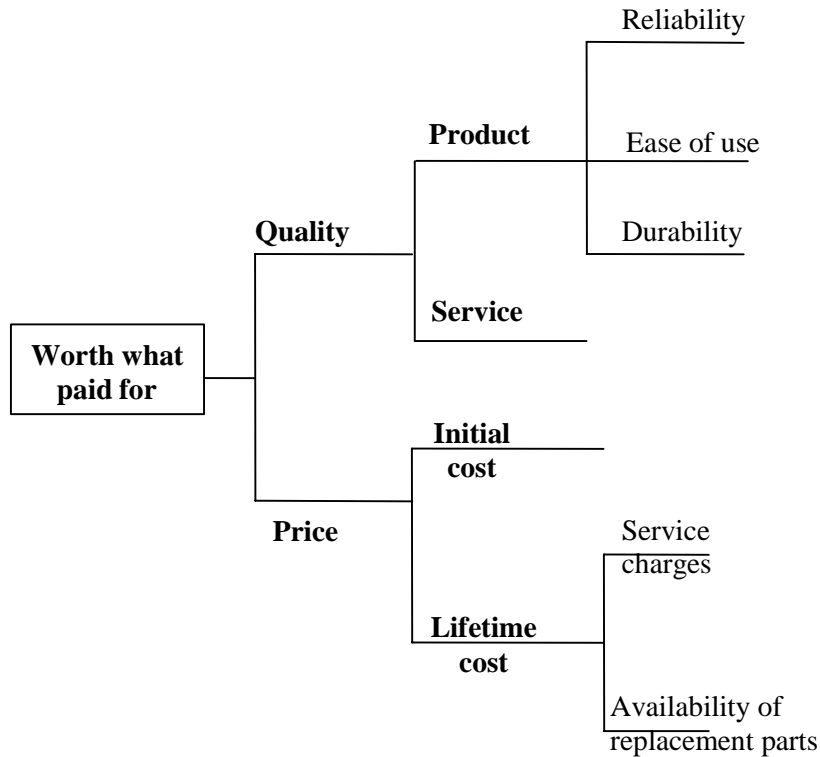 Reliability
Product
Ease of use
Quality
Durability
Service
Worth what
paid for
Initial
cost
Price
Service
charges
Lifetime
cost
Availability of
replacement parts